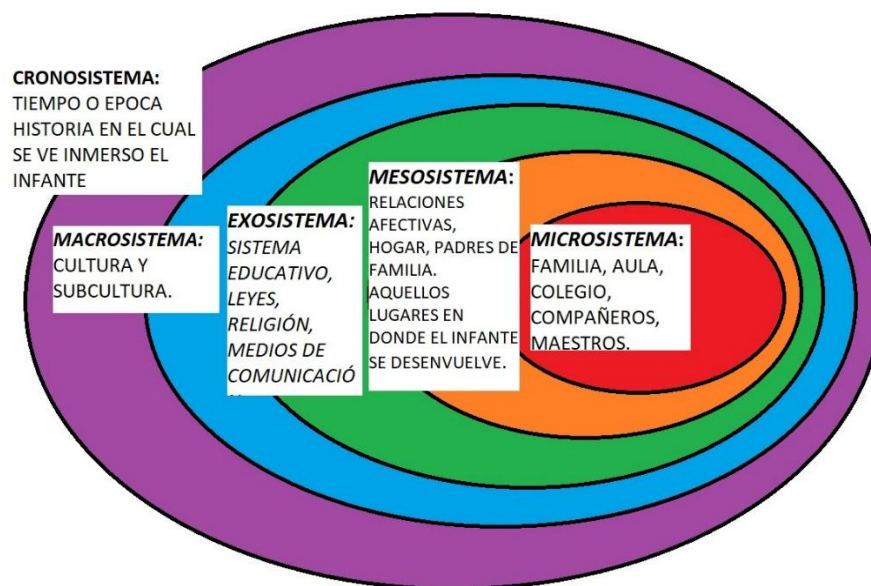 CRONOSISTEMA:
TIEMPO O EPOCA
HISTORIA EN EL CUAL
SE VE INMERSO EL
INFANTE
MACROSISTEMA:
CULTURA Y
SUBCULTURA.
EXOSISTEMA:
SISTEMA
EDUCATIVO,
LEYES,
RELIGIÓN,
MEDIOS DE
COMUNICACIÓ
MESOSISTEMA:
RELACIONES
AFECTIVAS,
HOGAR, PADRES DE
FAMILIA.
AQUELLOS
LUGARES EN
DONDE EL INFANTE
SE DESENVUELVE.
MICROSISTEMA:
FAMILIA, AULA,
COLEGIO,
COMPAÑEROS,
MAESTROS.